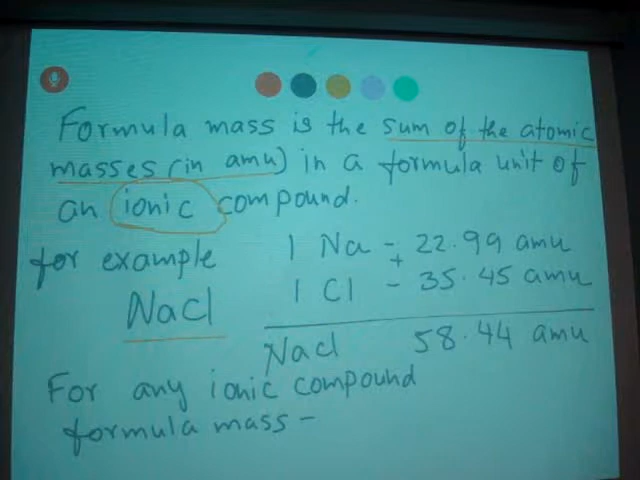 Formula mass is the sum of the atomic
masses (in amu) in a formula unit of
an ionic compound.
for example
1 Na - 22.99 amu
+
1 Cl - 35.45 amu
NaCl
Nacl 58.44 amu
For any ionic compound
formula mass -